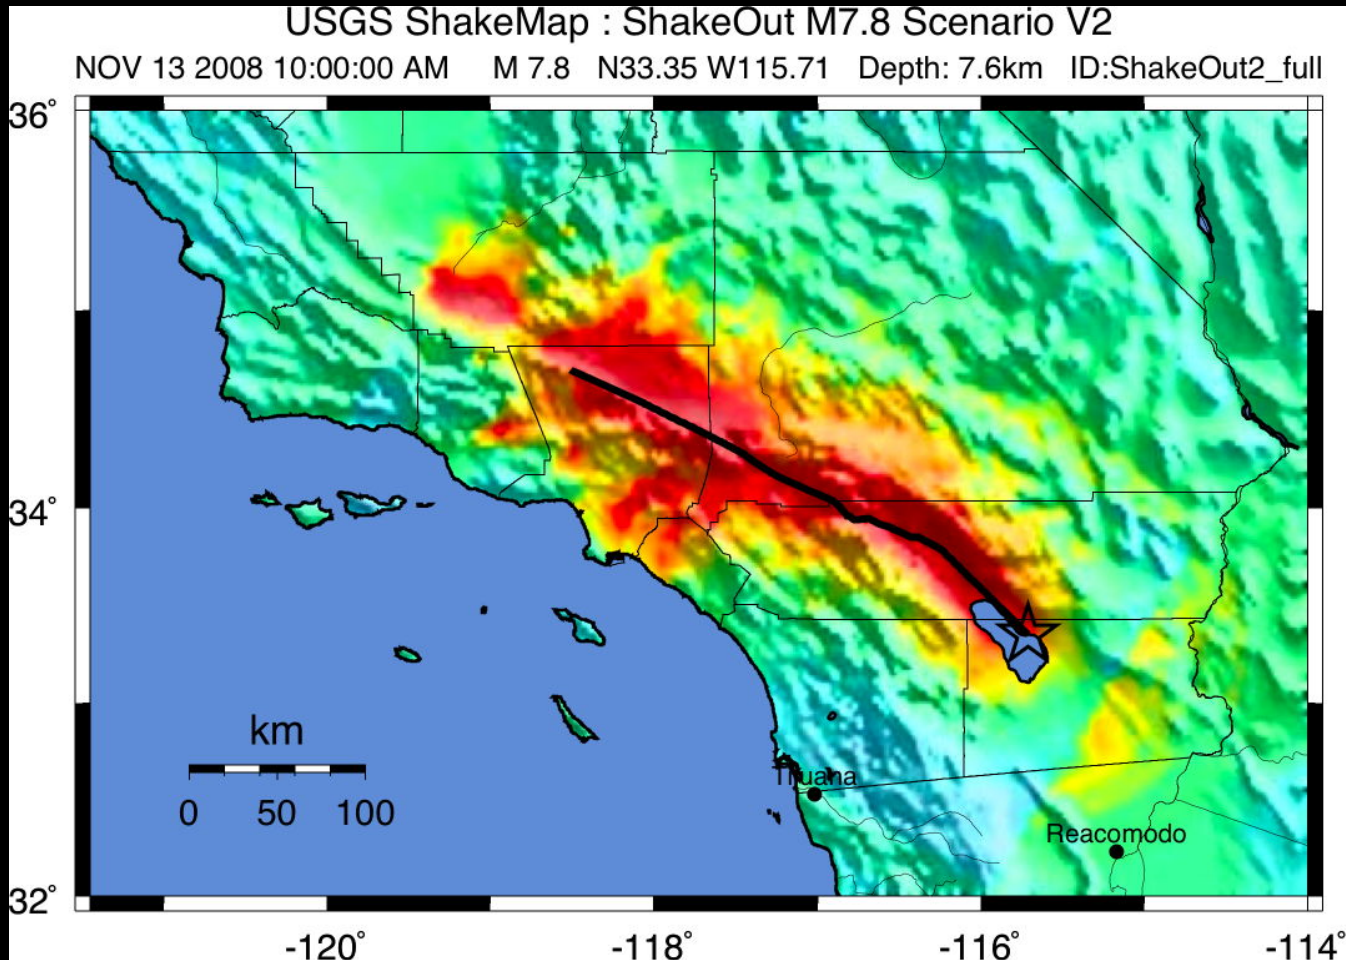 USGS ShakeMap : ShakeOut M7.8 Scenario V2
NOV 13 2008 10:00:00 AM M 7.8 N33.35 W115.71 Depth: 7.6km ID:ShakeOut2_full
36°
34°
km
0 50 100
Tijuana
Reacomodo
32°
-120° -118° -116° -114°